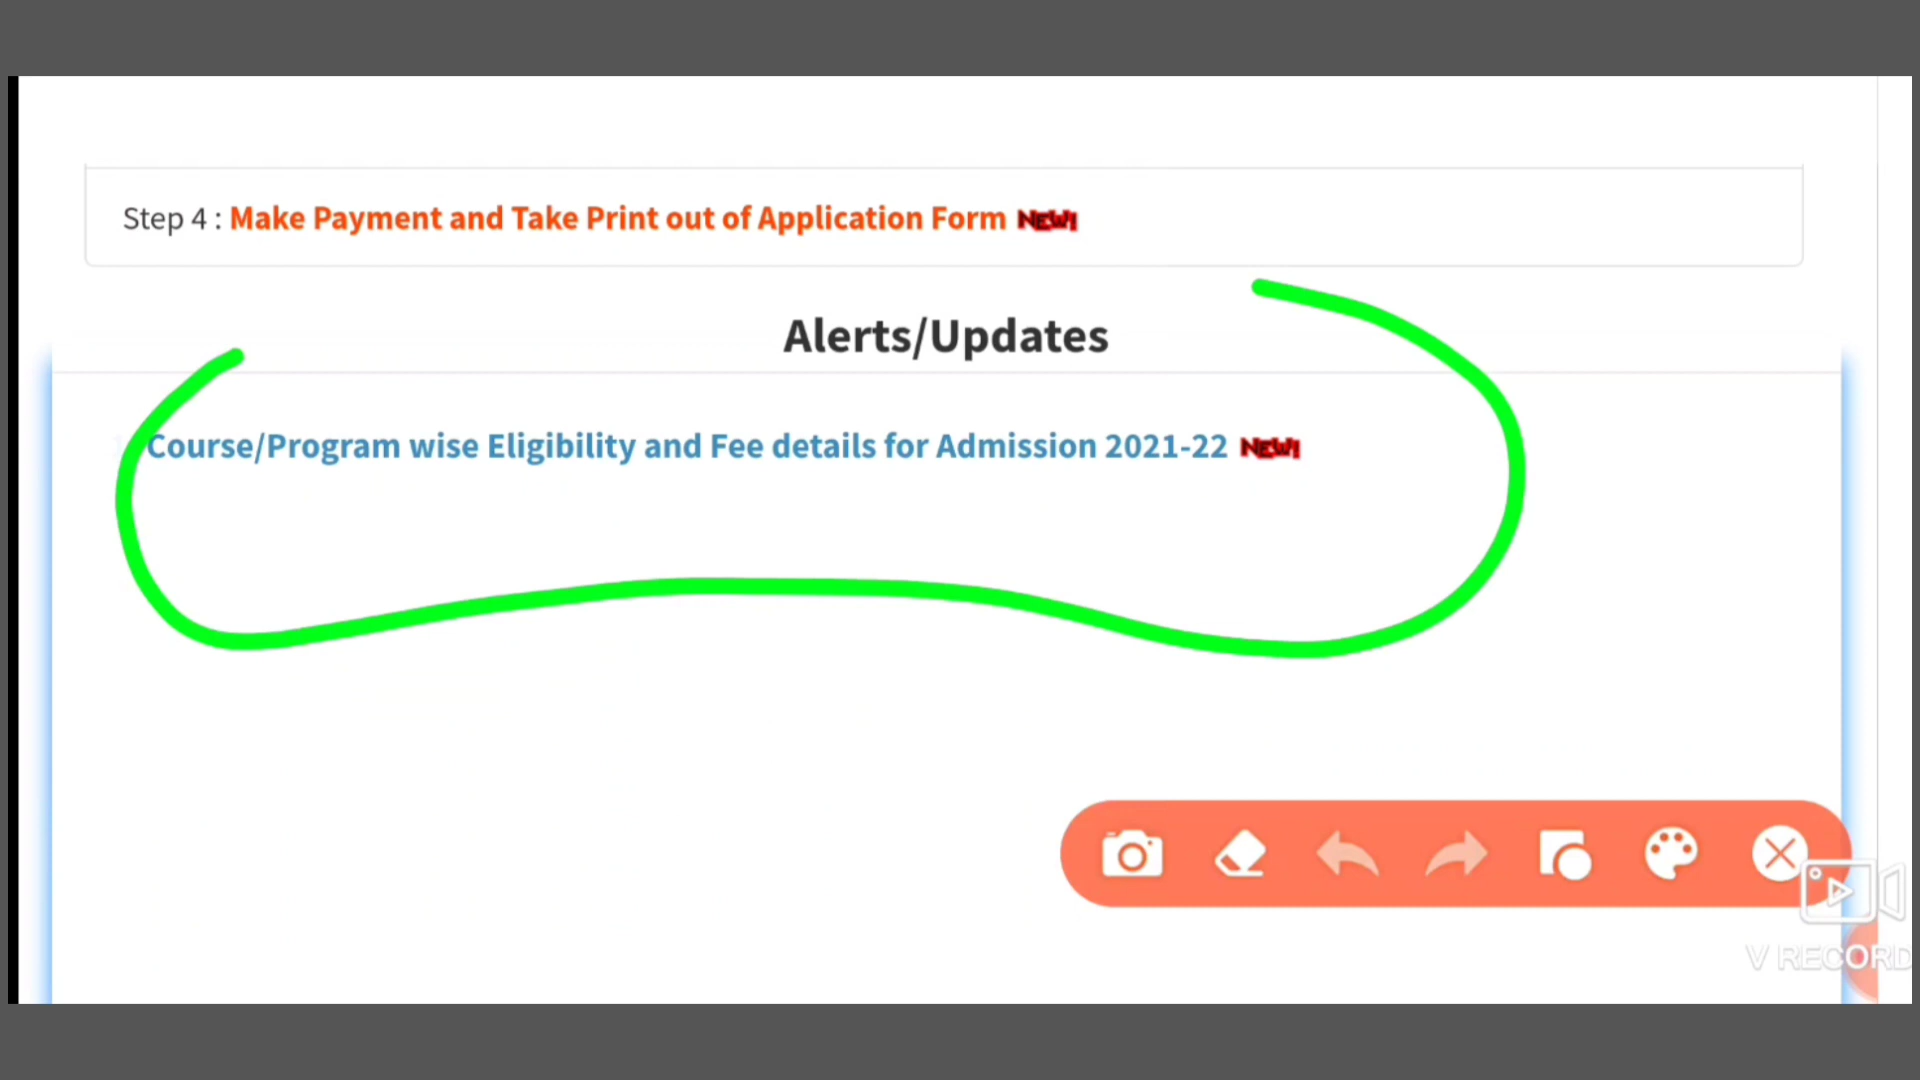 Step 4 : Make Payment and Take Print out of Application Form NEW!
Alerts/Updates
Course/Program wise Eligibility and Fee details for Admission 2021-22 NEW!
V RECORD